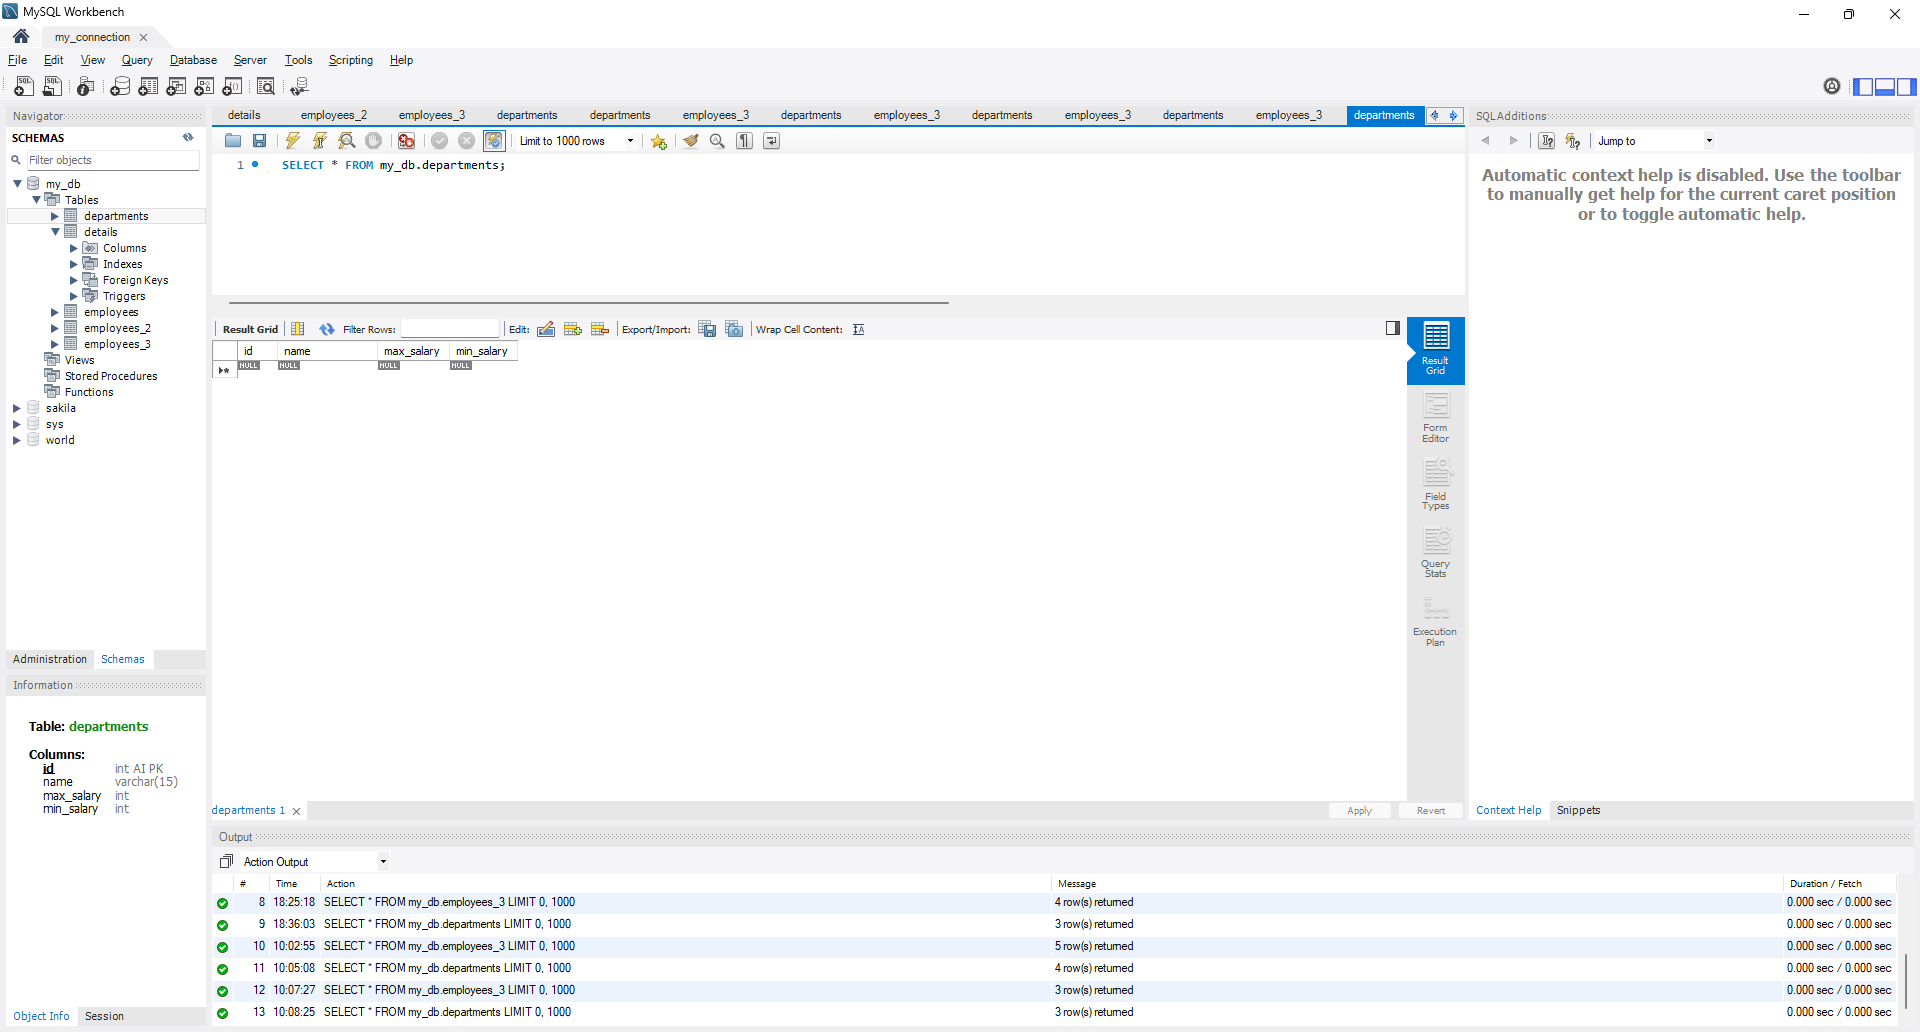 MySQL Workbench
my_connection
File Edit View Query Database Server Tools Scripting Help
Navigator
SCHEMAS
Filter objects
my_db
Tables
departments
details
Columns
Indexes
Foreign Keys
Triggers
employees
employees_2
employees_3
Views
Stored Procedures
Functions
sakila
sys
world
Administration Schemas
Information
Table: departments
Columns:
id int AI PK
name varchar(15)
max_salary int
min_salary int
Object Info Session
details employees_2 employees_3 departments departments employees_3 departments employees_3 departments employees_3 departments employees_3 departments
Limit to 1000 rows
1 SELECT * FROM my_db.departments;
Result Grid Filter Rows: Edit: Export/Import: Wrap Cell Content:
id name max_salary min_salary
NULL NULL NULL NULL
Result
Grid
Form
Editor
Field
Types
Query
Stats
Execution
Plan
departments 1 Apply Revert
SQLAdditions
Jump to
Automatic context help is disabled. Use the toolbar
to manually get help for the current caret position
or to toggle automatic help.
Context Help Snippets
Output
Action Output
# Time Action Message Duration / Fetch
8 18:25:18 SELECT * FROM my_db.employees_3 LIMIT 0, 1000 4 row(s) returned 0.000 sec / 0.000 sec
9 18:36:03 SELECT * FROM my_db.departments LIMIT 0, 1000 3 row(s) returned 0.000 sec / 0.000 sec
10 10:02:55 SELECT * FROM my_db.employees_3 LIMIT 0, 1000 5 row(s) returned 0.000 sec / 0.000 sec
11 10:05:08 SELECT * FROM my_db.departments LIMIT 0, 1000 4 row(s) returned 0.000 sec / 0.000 sec
12 10:07:27 SELECT * FROM my_db.employees_3 LIMIT 0, 1000 3 row(s) returned 0.000 sec / 0.000 sec
13 10:08:25 SELECT * FROM my_db.departments LIMIT 0, 1000 3 row(s) returned 0.000 sec / 0.000 sec